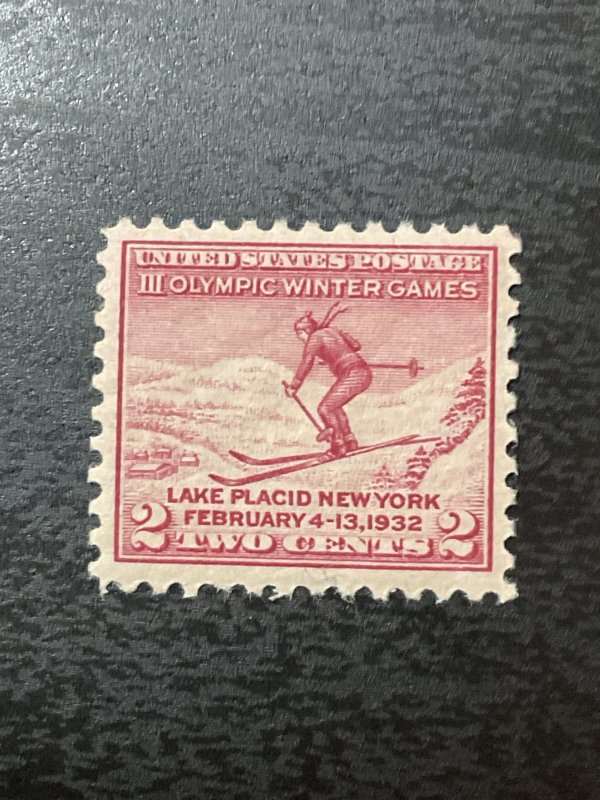 UNITED STATES POSTAGE
III OLYMPIC WINTER GAMES
LAKE PLACID NEW YORK
FEBRUARY 4-13, 1932
2 TWO CENTS 2